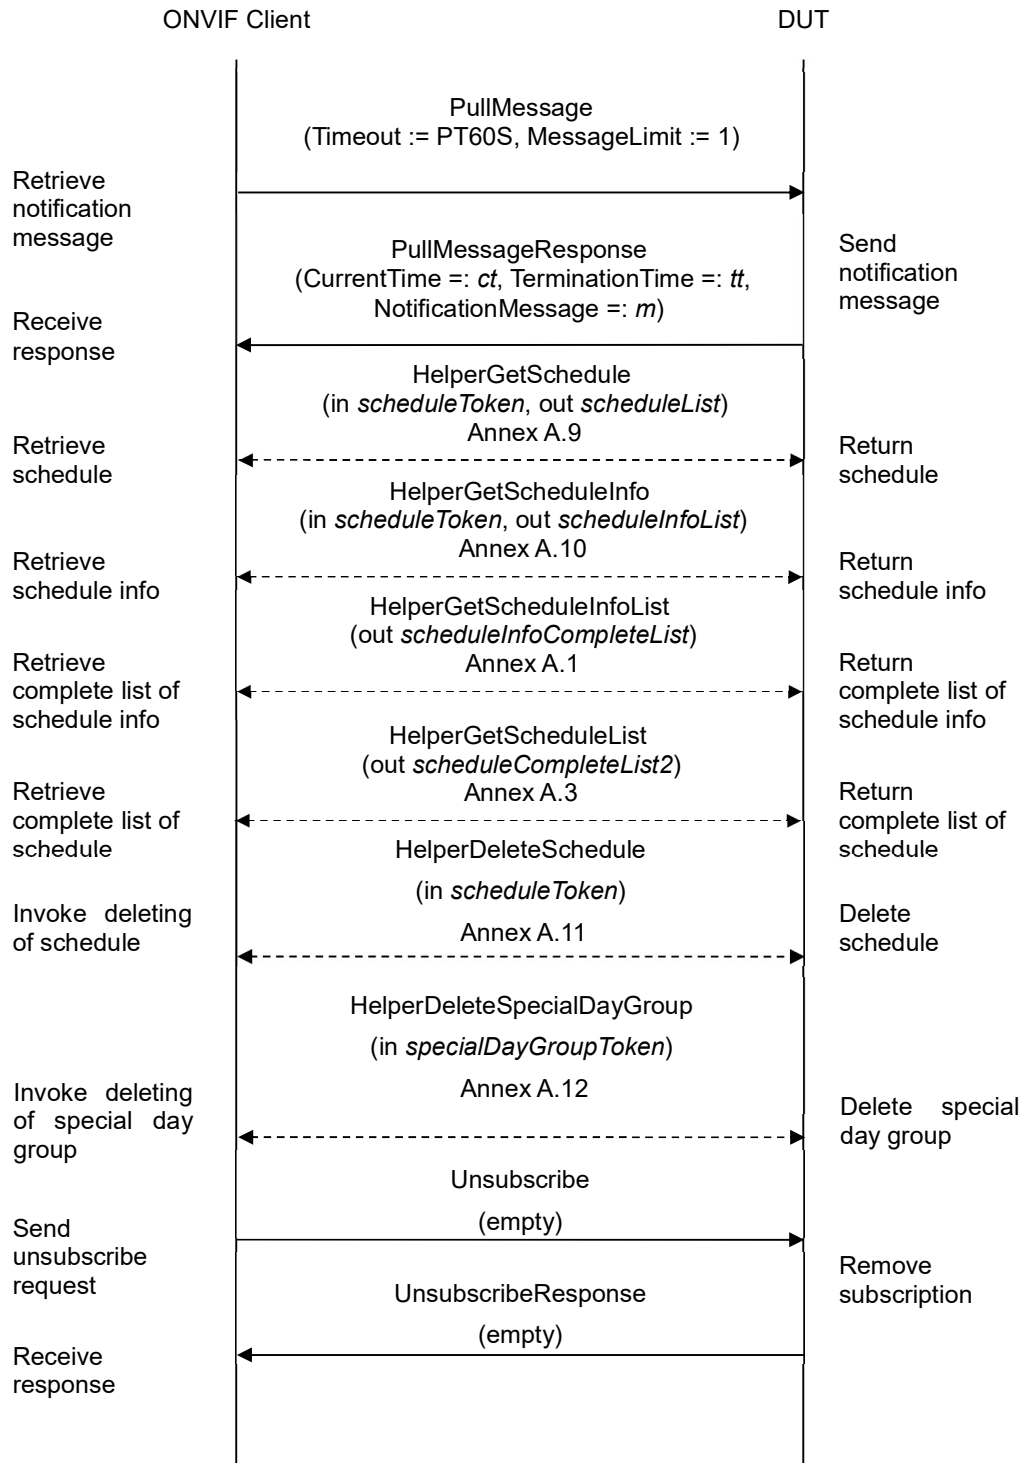 ONVIF Client
DUT
PullMessage
(Timeout := PT60S, MessageLimit := 1)
Retrieve
notification
message
PullMessageResponse
(CurrentTime =: ct, TerminationTime =: tt,
NotificationMessage =: m)
Send
notification
message
Receive
response
HelperGetSchedule
(in scheduleToken, out scheduleList)
Annex A.9
Retrieve
schedule
Return
schedule
HelperGetScheduleInfo
(in scheduleToken, out scheduleInfoList)
Annex A.10
Retrieve
schedule info
Return
schedule info
HelperGetScheduleInfoList
(out scheduleInfoCompleteList)
Annex A.1
Retrieve
complete list of
schedule info
Return
complete list of
schedule info
HelperGetScheduleList
(out scheduleCompleteList2)
Annex A.3
Retrieve
complete list of
schedule
Return
complete list of
schedule
HelperDeleteSchedule
(in scheduleToken)
Annex A.11
Invoke deleting
of schedule
Delete
schedule
HelperDeleteSpecialDayGroup
(in specialDayGroupToken)
Annex A.12
Invoke deleting
of special day
group
Delete special
day group
Unsubscribe
(empty)
Send
unsubscribe
request
Remove
subscription
UnsubscribeResponse
(empty)
Receive
response